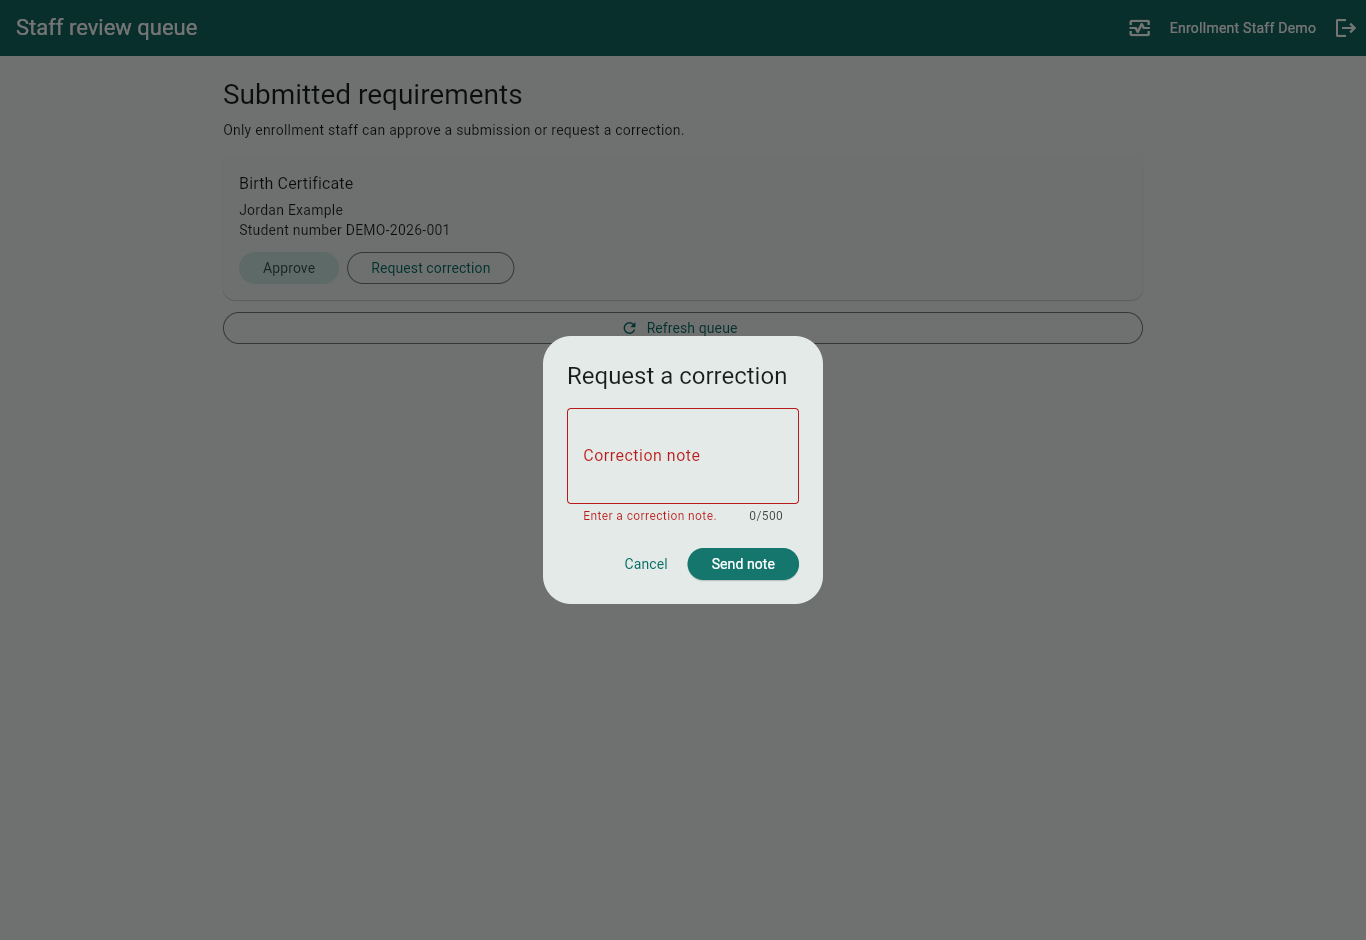 Staff review queue
Enrollment Staff Demo
Submitted requirements
Only enrollment staff can approve a submission or request a correction.
Birth Certificate
Jordan Example
Student number DEMO-2026-001
Approve
Request correction
Refresh queue
Request a correction
Correction note
Enter a correction note.
0/500
Cancel
Send note